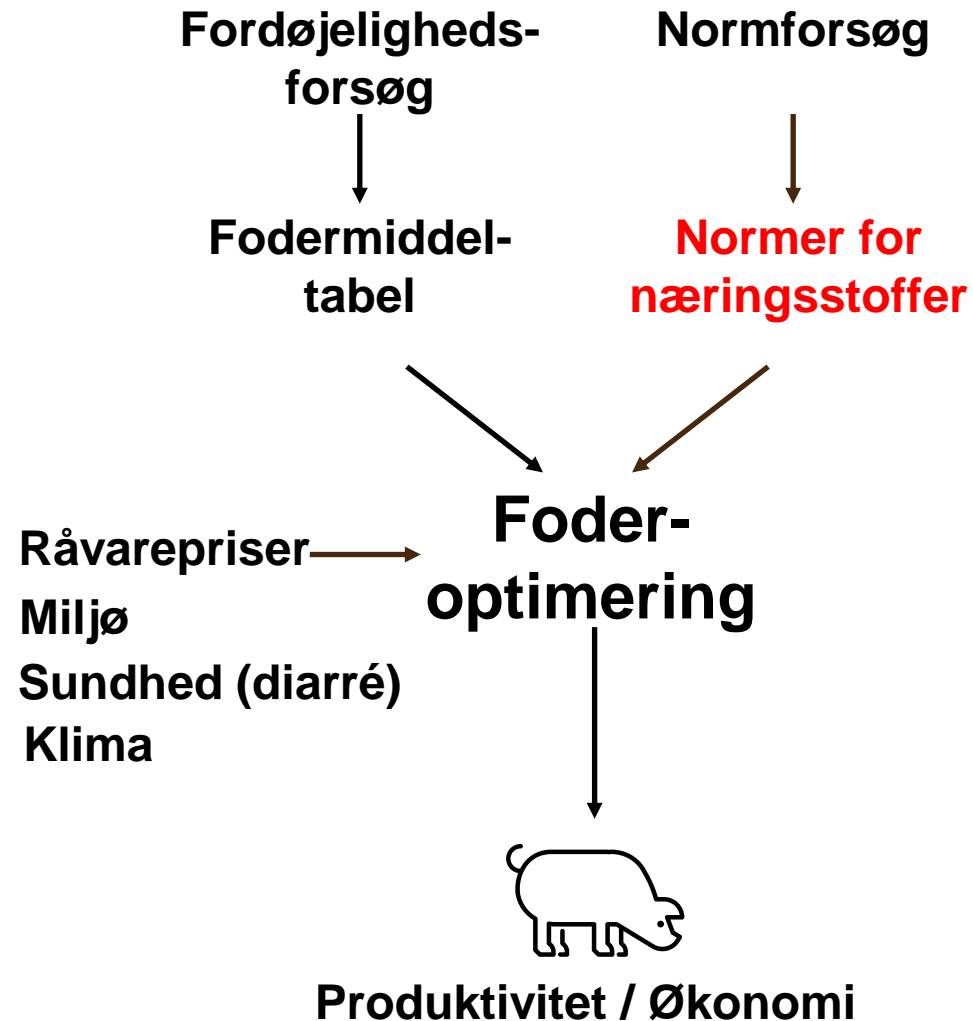 Fordøjeligheds-
forsøg
Normforsøg
Fodermiddel-
tabel
Normer for
næringsstoffer
Råvarepriser
Miljø
Sundhed (diarré)
Klima
Foder-
optimering
Produktivitet / Økonomi